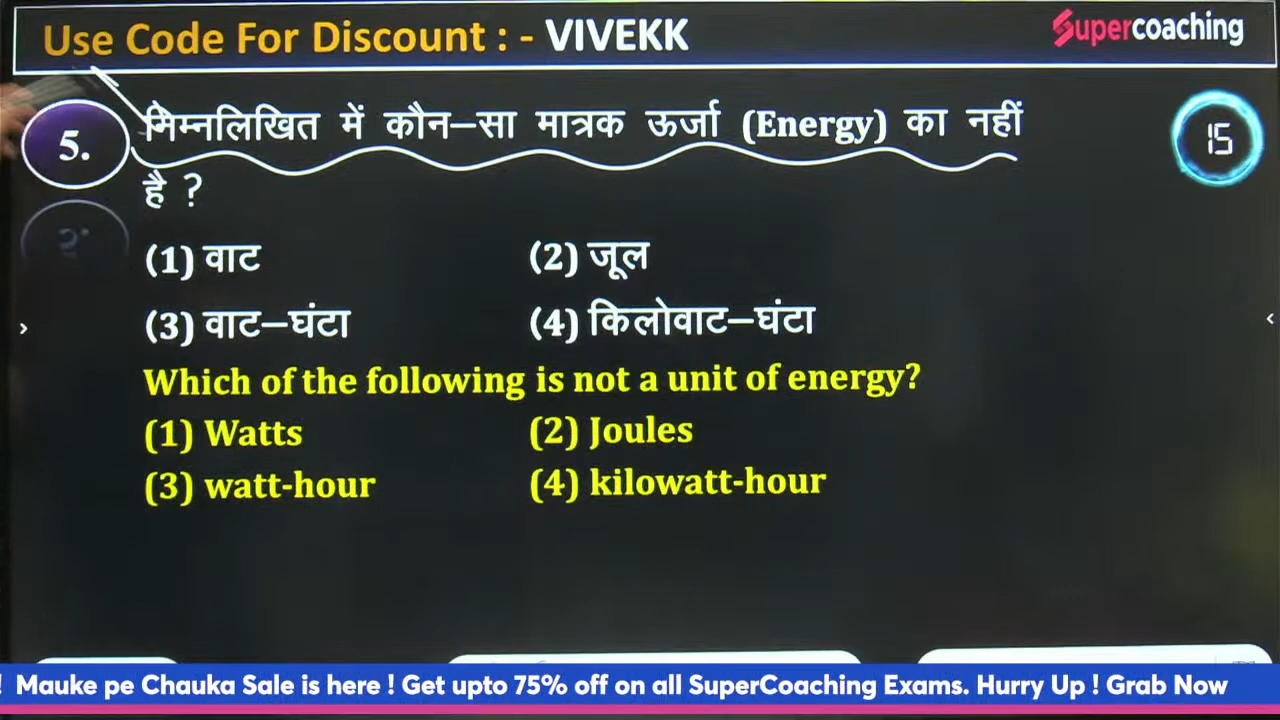 Use Code For Discount : - VIVEKK
Supercoaching
5. निम्नलिखित में कौन–सा मात्रक ऊर्जा (Energy) का नहीं
है ?
15
(1) वाट (2) जूल
(3) वाट–घंटा (4) किलोवाट–घंटा
Which of the following is not a unit of energy?
(1) Watts (2) Joules
(3) watt-hour (4) kilowatt-hour
! Mauke pe Chauka Sale is here ! Get upto 75% off on all SuperCoaching Exams. Hurry Up ! Grab Now